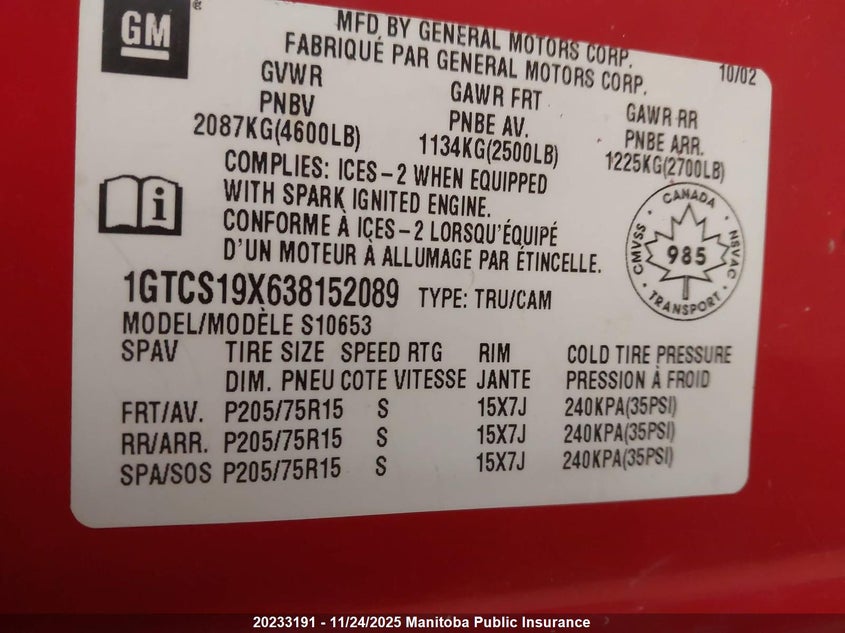 GM
®
MFD BY GENERAL MOTORS CORP.
FABRIQUÉ PAR GENERAL MOTORS CORP.
10/02
GVWR GAWR FRT GAWR RR
PNBV PNBE AV. PNBE ARR.
2087KG(4600LB) 1134KG(2500LB) 1225KG(2700LB)
COMPLIES: ICES-2 WHEN EQUIPPED
WITH SPARK IGNITED ENGINE.
CONFORME À ICES-2 LORSQU'ÉQUIPÉ
D'UN MOTEUR À ALLUMAGE PAR ÉTINCELLE.
CANADA
CMVSS 985 NSVAC
TRANSPORT
1GTCS19X638152089 TYPE: TRU/CAM
MODEL/MODÈLE S10653
SPAV TIRE SIZE SPEED RTG RIM COLD TIRE PRESSURE
DIM. PNEU COTE VITESSE JANTE PRESSION À FROID
FRT/AV. P205/75R15 S 15X7J 240KPA(35PSI)
RR/ARR. P205/75R15 S 15X7J 240KPA(35PSI)
SPA/SOS P205/75R15 S 15X7J 240KPA(35PSI)
20233191 - 11/24/2025 Manitoba Public Insurance